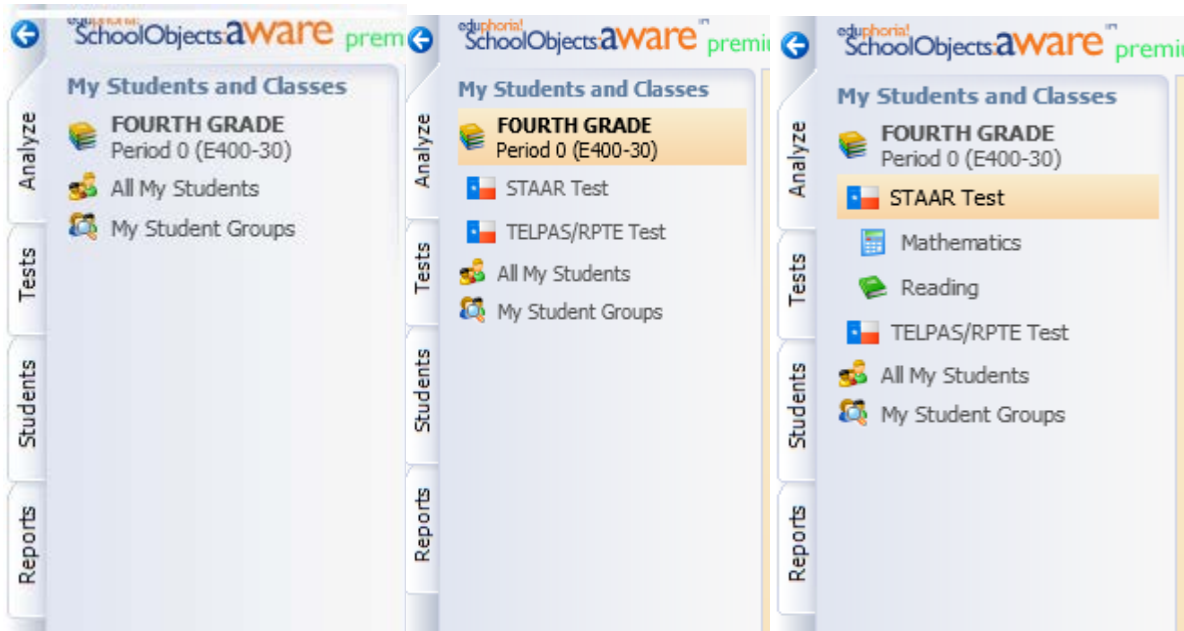 eduphoria!
SchoolObjects:aware prem
My Students and Classes
FOURTH GRADE
Period 0 (E400-30)
All My Students
My Student Groups
Analyze
Tests
Students
Reports
eduphoria!
SchoolObjects:aware premiu
My Students and Classes
FOURTH GRADE
Period 0 (E400-30)
STAAR Test
TELPAS/RPTE Test
All My Students
My Student Groups
Analyze
Tests
Students
Reports
eduphoria!
SchoolObjects:aware premiu
My Students and Classes
FOURTH GRADE
Period 0 (E400-30)
STAAR Test
Mathematics
Reading
TELPAS/RPTE Test
All My Students
My Student Groups
Analyze
Tests
Students
Reports